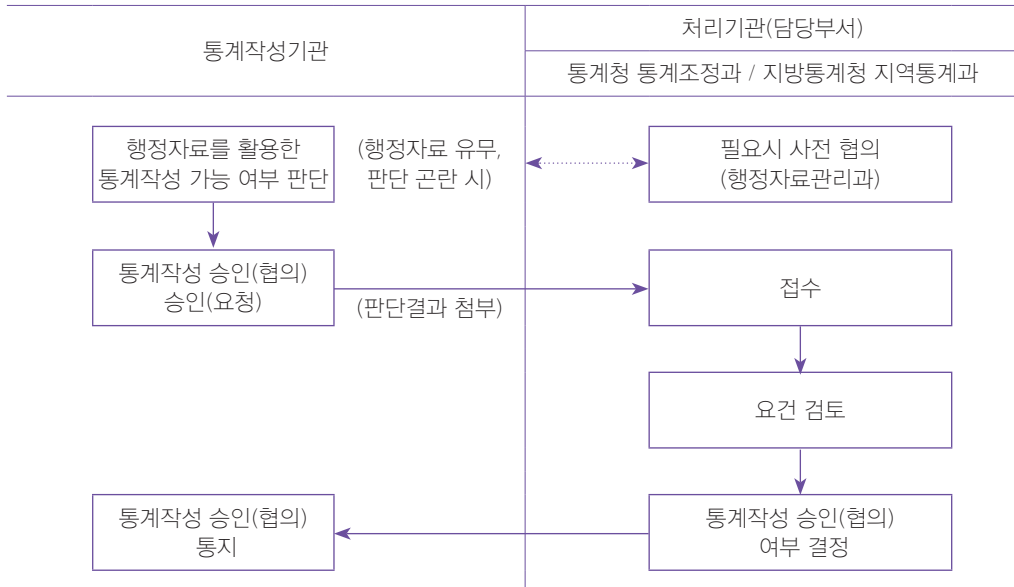 통계작성기관
처리기관(담당부서)
통계청 통계조정과 / 지방통계청 지역통계과
행정자료를 활용한
통계작성 가능 여부 판단
(행정자료 유무,
판단 곤란 시)
필요시 사전 협의
(행정자료관리과)
통계작성 승인(협의)
승인(요청)
(판단결과 첨부)
접수
요건 검토
통계작성 승인(협의)
통지
통계작성 승인(협의)
여부 결정